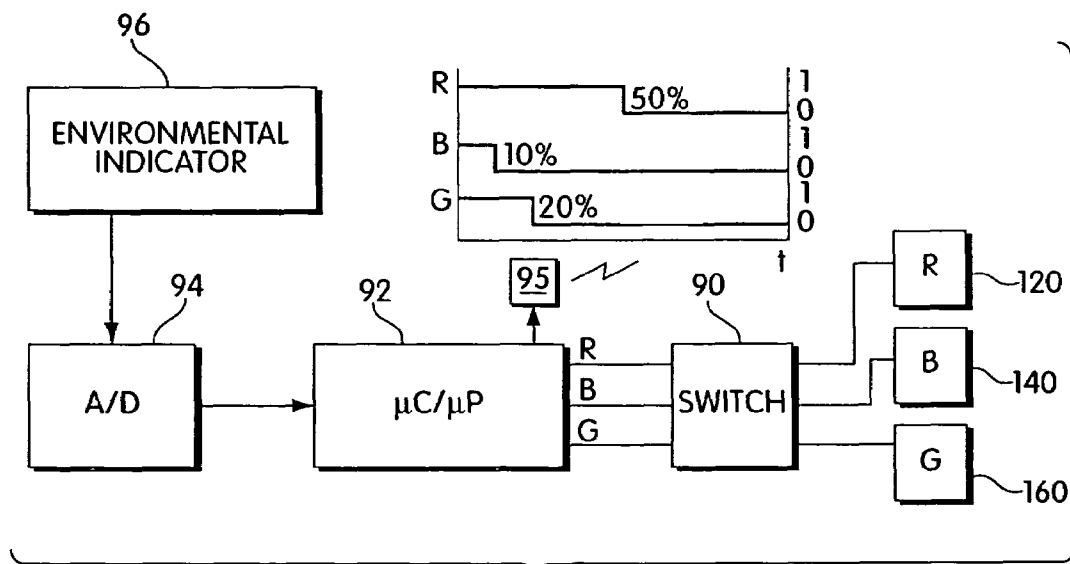 96
ENVIRONMENTAL
INDICATOR
R 50% 1
0
B 10% 1
0
G 20% 1
0
t
94
A/D
92
μC/μP
95
R
B
G
90
SWITCH
R
120
B
140
G
160